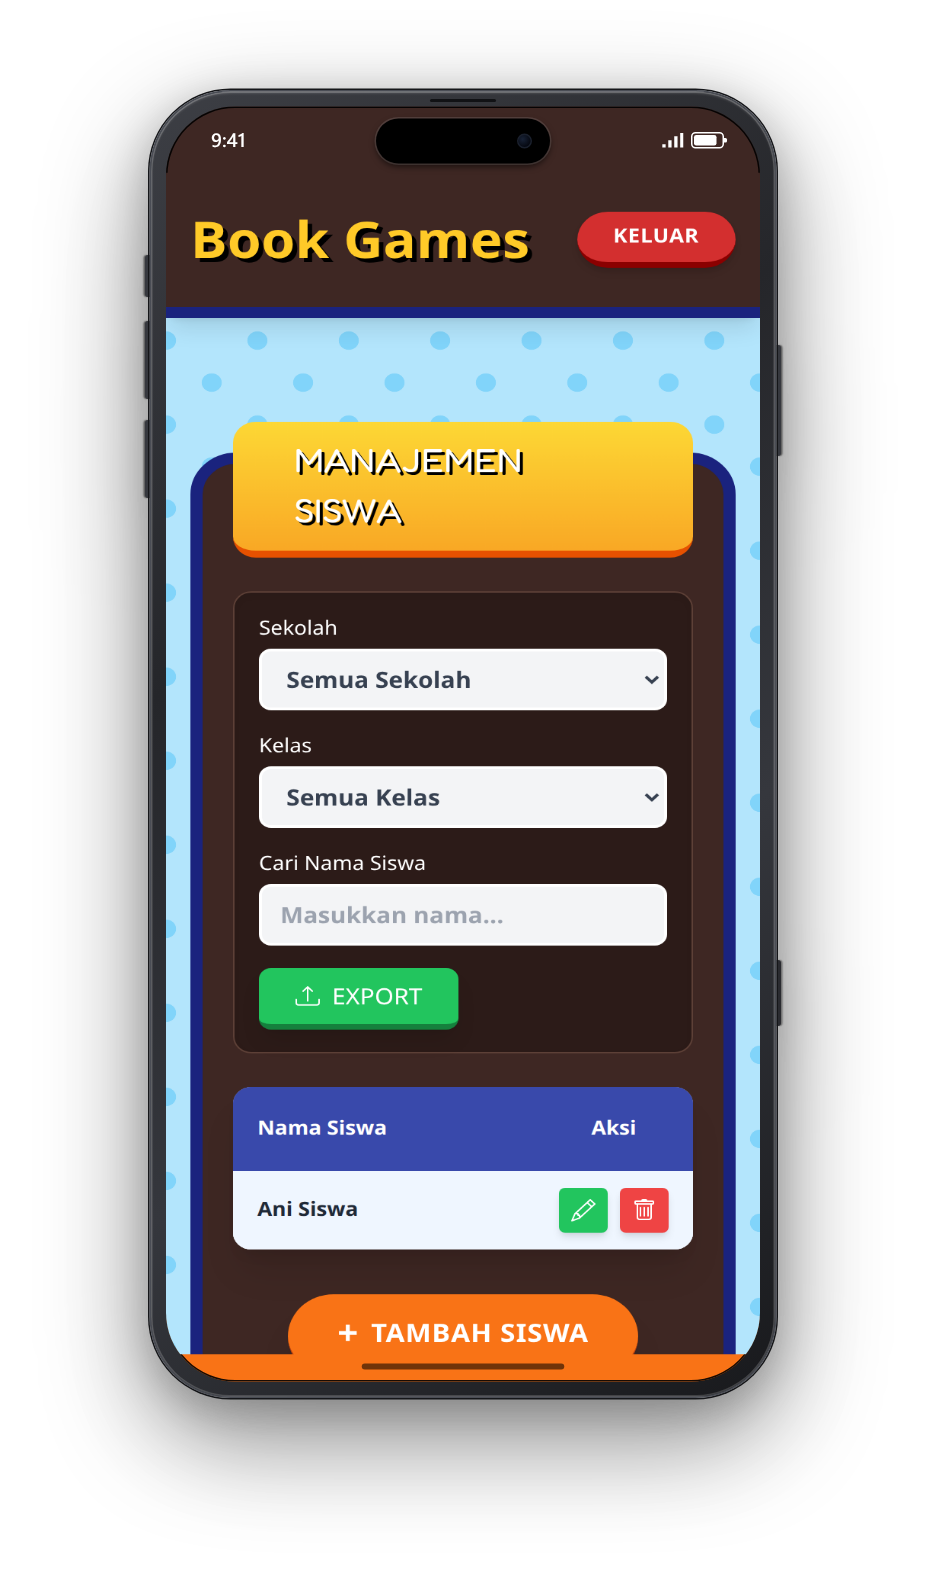 9:41
Book Games
KELUAR
MANAJEMEN
SISWA
Sekolah
Semua Sekolah
Kelas
Semua Kelas
Cari Nama Siswa
Masukkan nama...
EXPORT
Nama Siswa Aksi
Ani Siswa
+ TAMBAH SISWA